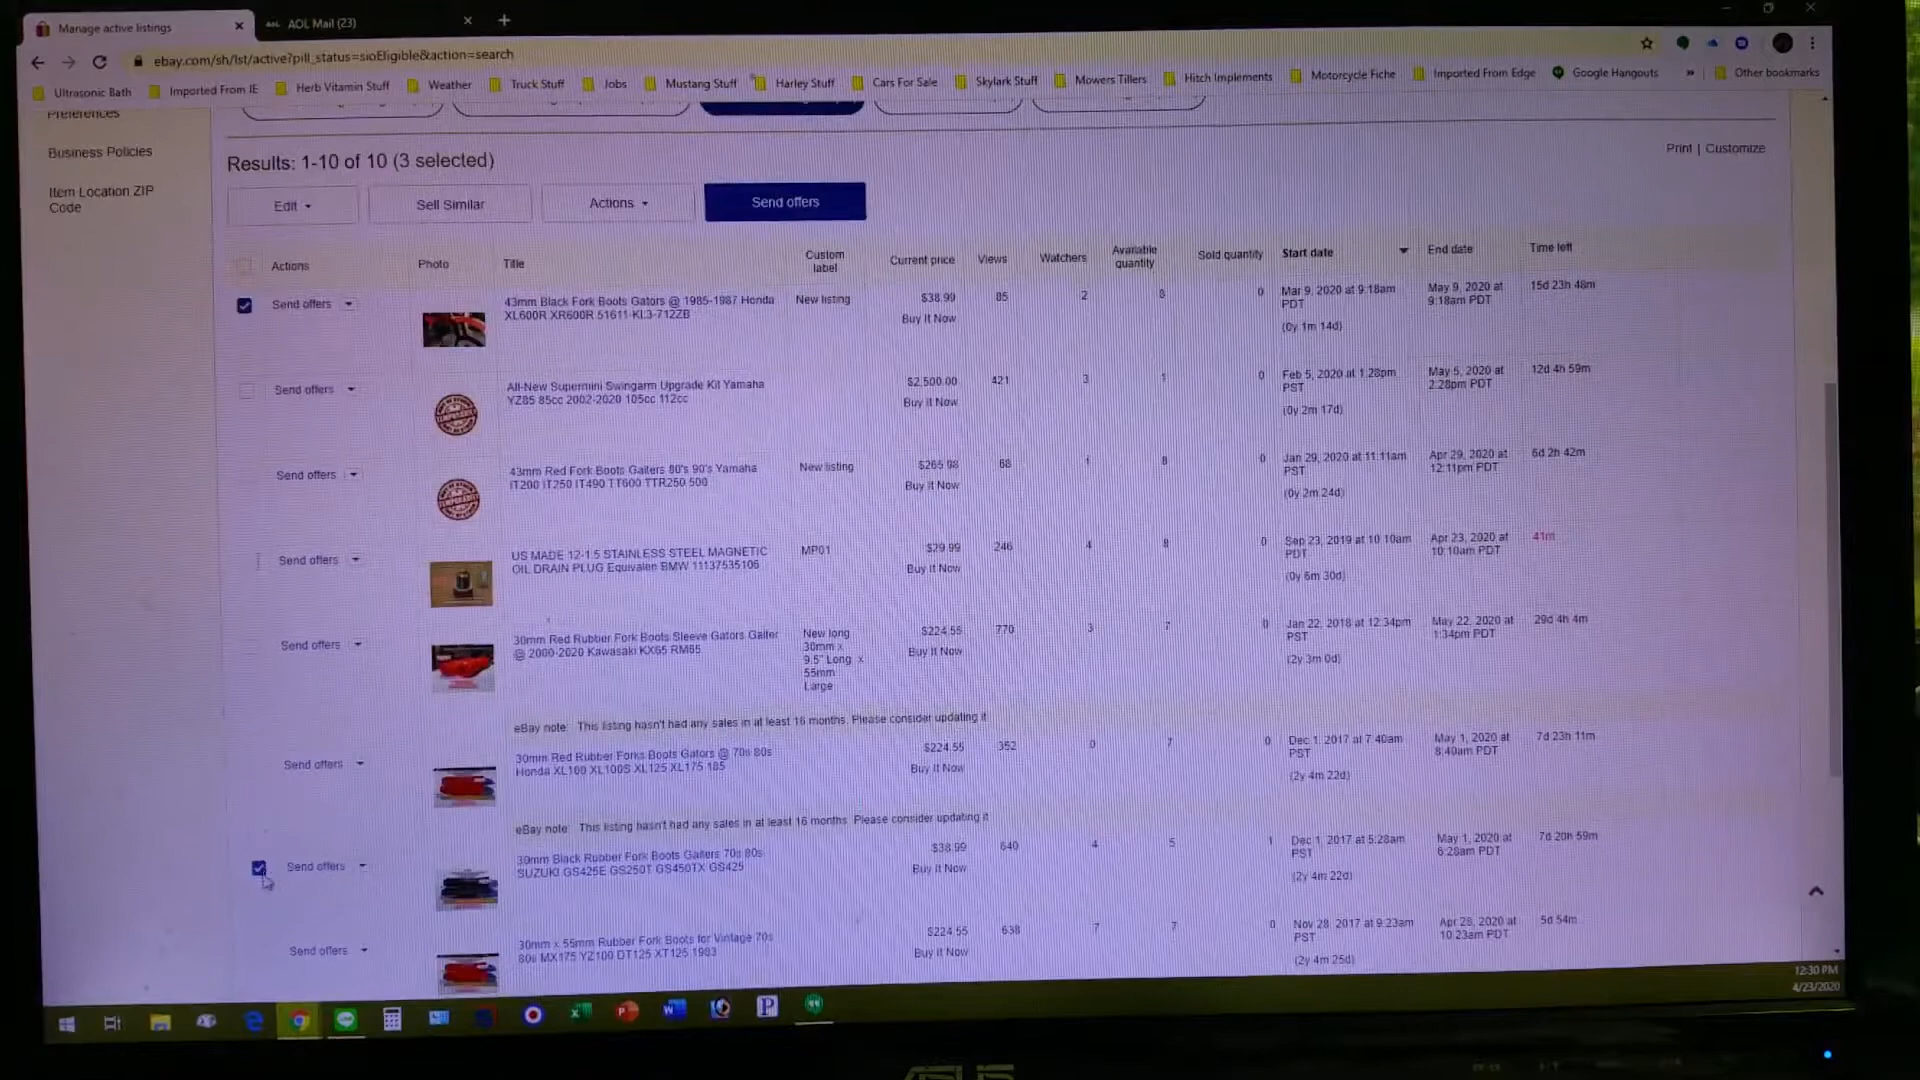 Manage active listings
AOL Mail (23)
ebay.com/sh/lst/active?pill_status=sioEligible&action=search
Ultrasonic Bath Imported From IE Herb Vitamin Stuff Weather Truck Stuff Jobs Mustang Stuff Harley Stuff Cars For Sale Skylark Stuff Mowers Tillers Hitch Implements Motorcycle Fiche Imported From Edge Google Hangouts » Other bookmarks
Preferences
Business Policies
Item Location ZIP
Code
Results: 1-10 of 10 (3 selected)
Print | Customize
Edit Sell Similar Actions Send offers
Actions Photo Title Custom label Current price Views Watchers Available quantity Sold quantity Start date End date Time left
Send offers 43mm Black Fork Boots Gators @ 1985-1987 Honda New listing $38.99 85 2 8 0 Mar 9, 2020 at 9:18am May 9, 2020 at 15d 23h 48m
XL600R XR600R 51611-KL3-712ZB Buy It Now PDT 9:18am PDT
(0y 1m 14d)
Send offers All-New Supermini Swingarm Upgrade Kit Yamaha $2,500.00 421 3 1 0 Feb 5, 2020 at 1:28pm May 5, 2020 at 12d 4h 59m
YZ85 85cc 2002-2020 105cc 112cc Buy It Now PST 2:28pm PDT
(0y 2m 17d)
Send offers 43mm Red Fork Boots Gaiters 80's 90's Yamaha New listing $265.98 68 1 8 0 Jan 29, 2020 at 11:11am Apr 29, 2020 at 6d 2h 42m
IT200 IT250 IT490 TT600 TTR250 500 Buy It Now PST 12:11pm PDT
(0y 2m 24d)
Send offers US MADE 12-1.5 STAINLESS STEEL MAGNETIC MP01 $29.99 246 4 8 0 Sep 23, 2019 at 10:10am Apr 23, 2020 at 41m
OIL DRAIN PLUG Equivalen BMW 11137535106 Buy It Now PDT 10:10am PDT
(0y 6m 30d)
Send offers 30mm Red Rubber Fork Boots Sleeve Gators Gaiter New long $224.55 770 3 7 0 Jan 22, 2018 at 12:34pm May 22, 2020 at 29d 4h 4m
@ 2000-2020 Kawasaki KX65 RM65 30mm x Buy It Now PST 1:34pm PDT
9.5" Long x (2y 3m 0d)
55mm
Large
eBay note: This listing hasn't had any sales in at least 16 months. Please consider updating it
Send offers 30mm Red Rubber Forks Boots Gators @ 70s 80s $224.55 352 0 7 0 Dec 1, 2017 at 7:40am May 1, 2020 at 7d 23h 11m
Honda XL100 XL100S XL125 XL175 185 Buy It Now PST 8:40am PDT
(2y 4m 22d)
eBay note: This listing hasn't had any sales in at least 16 months. Please consider updating it
Send offers 30mm Black Rubber Fork Boots Gaiters 70s 80s $38.99 640 4 5 1 Dec 1, 2017 at 5:28am May 1, 2020 at 7d 20h 59m
SUZUKI GS425E GS250T GS450TX GS425 Buy It Now PST 6:28am PDT
(2y 4m 22d)
Send offers 30mm x 55mm Rubber Fork Boots for Vintage 70s $224.55 638 7 7 0 Nov 28, 2017 at 9:23am Apr 28, 2020 at 5d 54m
80s MX175 YZ100 DT125 XT125 1983 Buy It Now PST 10:23am PDT
(2y 4m 25d)
12:30 PM
4/23/2020